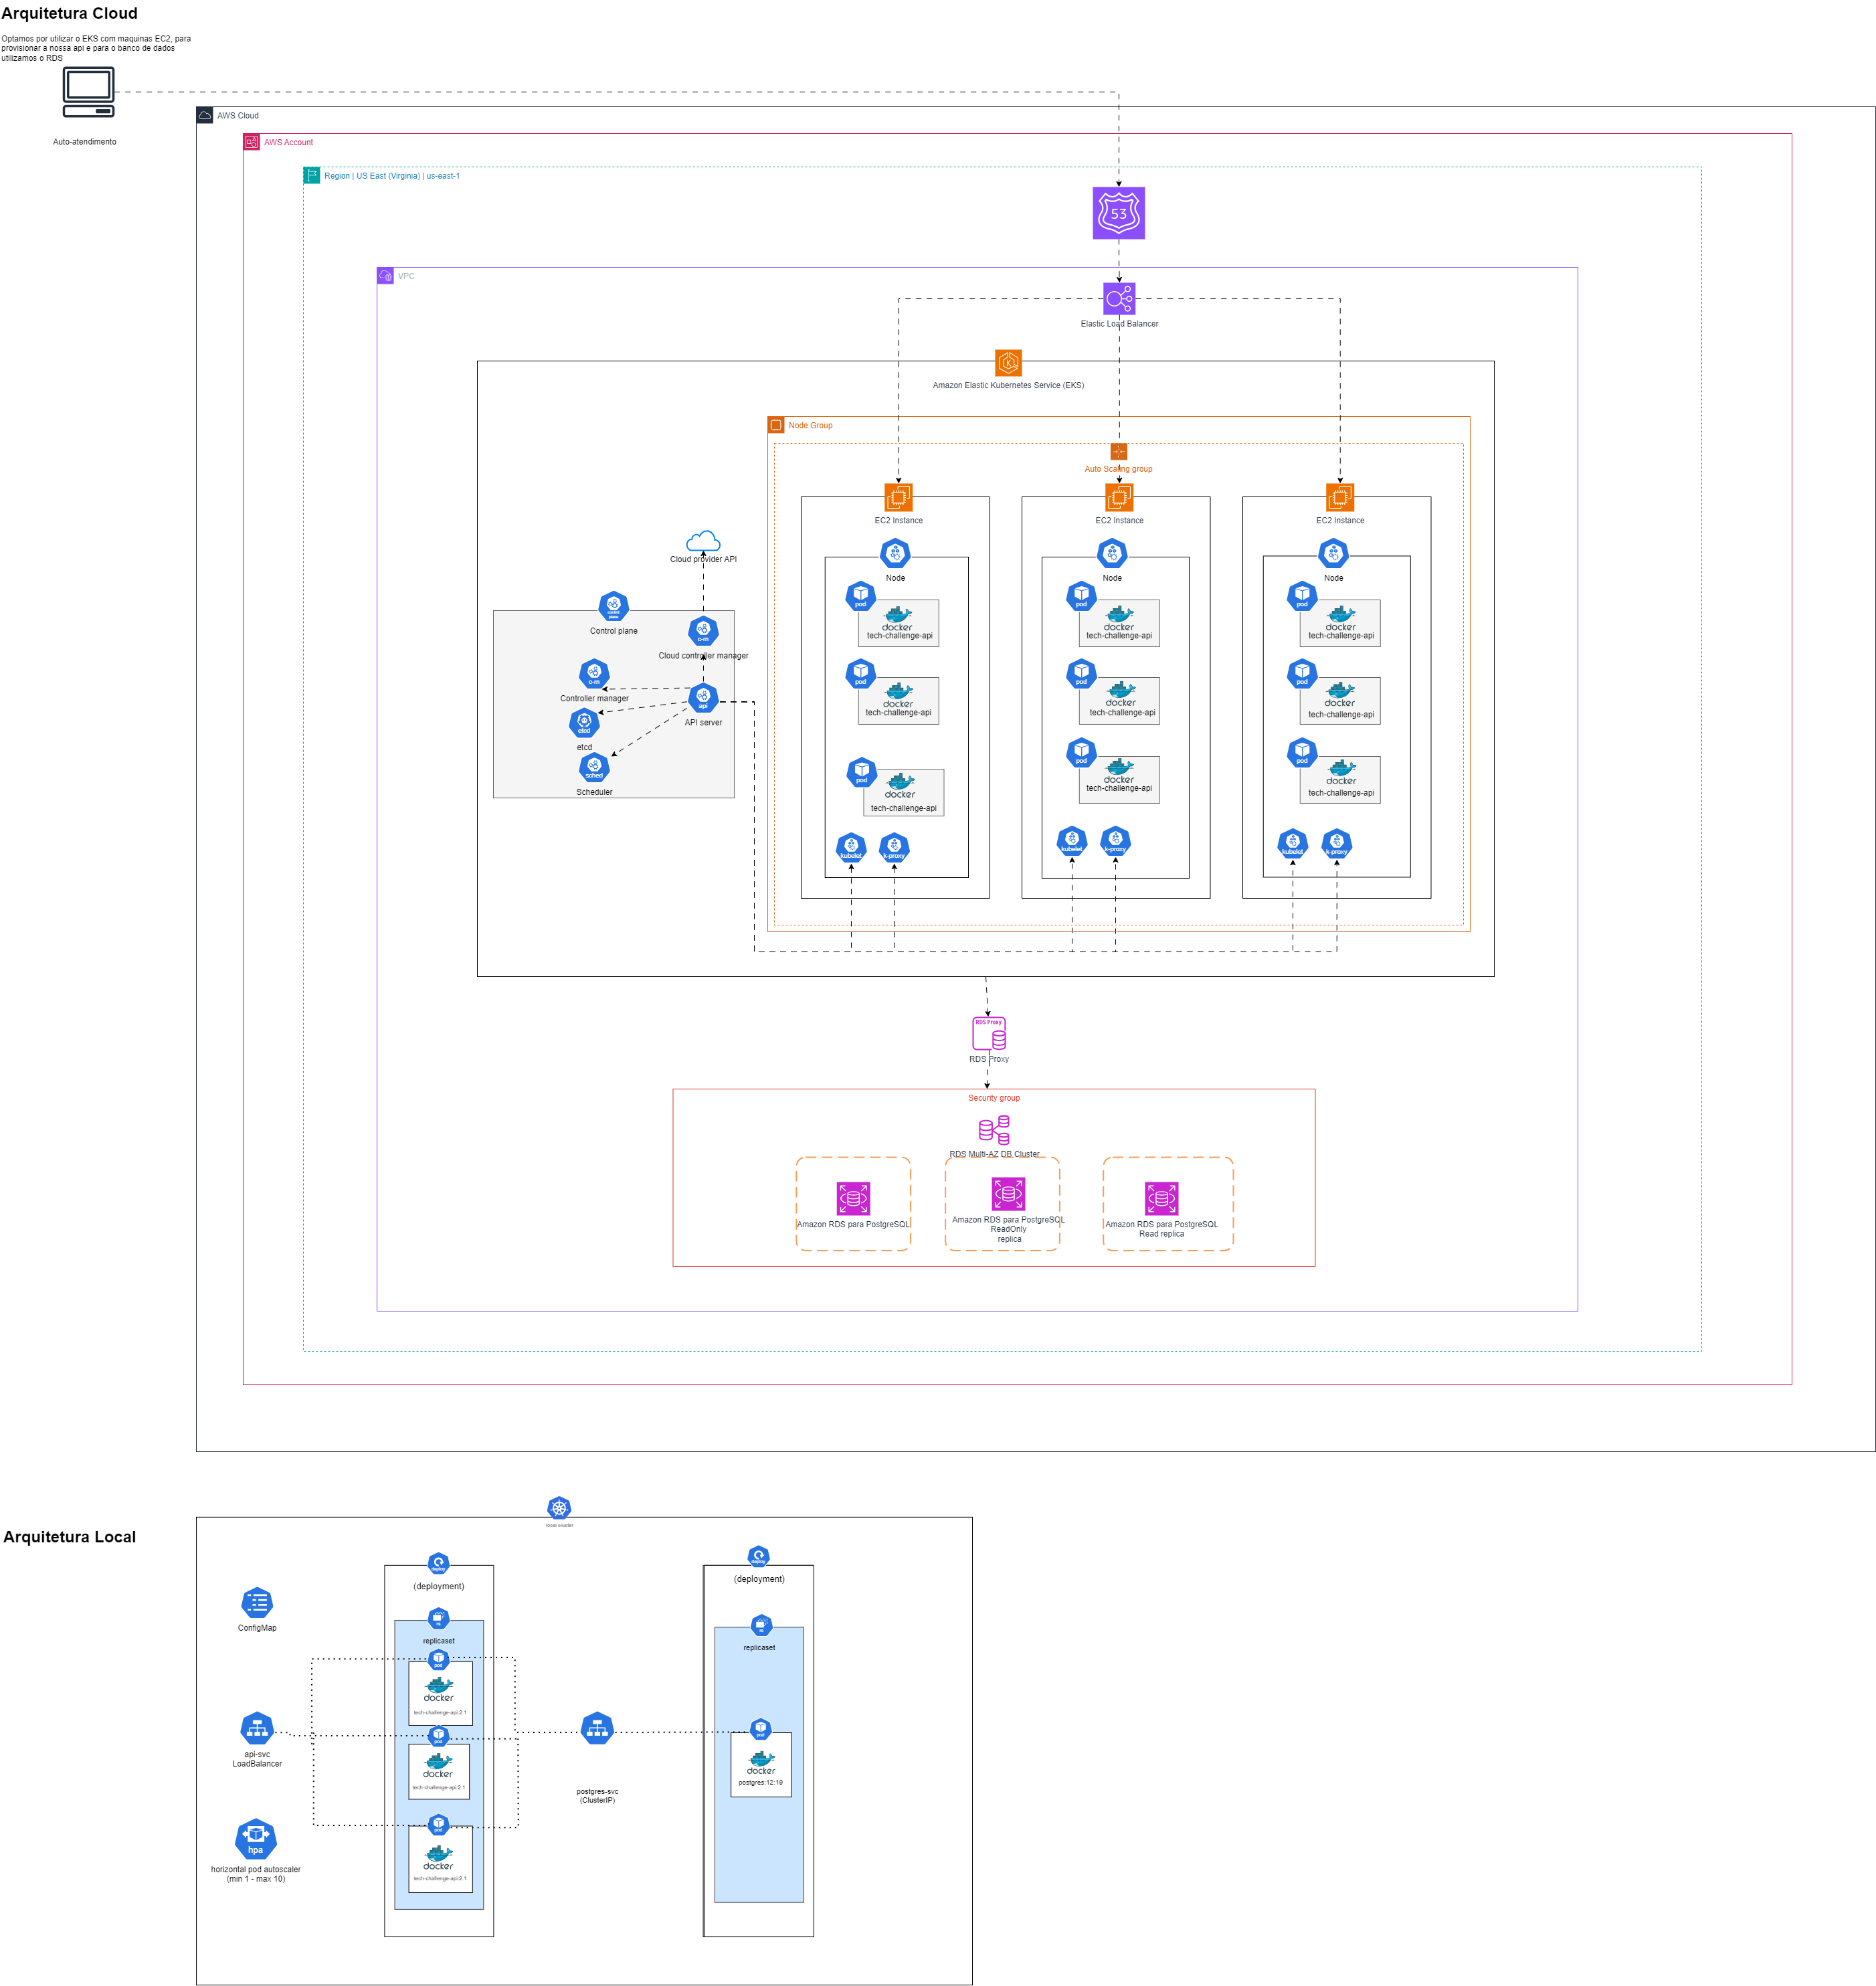 Arquitetura Cloud
Optamos por utilizar o EKS com maquinas EC2, para
provisionar a nossa api e para o banco de dados
utilizamos o RDS
Auto-atendimento
AWS Cloud
AWS Account
Region | US East (Virginia) | us-east-1
53
VPC
Elastic Load Balancer
Amazon Elastic Kubernetes Service (EKS)
Node Group
Auto Scaling group
EC2 Instance
EC2 Instance
EC2 Instance
Node
Node
Node
pod
docker
tech-challenge-api
pod
docker
tech-challenge-api
pod
docker
tech-challenge-api
pod
docker
tech-challenge-api
pod
docker
tech-challenge-api
pod
docker
tech-challenge-api
pod
docker
tech-challenge-api
pod
docker
tech-challenge-api
pod
docker
tech-challenge-api
kubelet
k-proxy
kubelet
k-proxy
kubelet
k-proxy
Cloud provider API
control plane
Control plane
c-m
Cloud controller manager
c-m
Controller manager
api
API server
etcd
etcd
sched
Scheduler
RDS Proxy
RDS Proxy
Security group
RDS Multi-AZ DB Cluster
Amazon RDS para PostgreSQL
Amazon RDS para PostgreSQL
ReadOnly
replica
Amazon RDS para PostgreSQL
Read replica
Arquitetura Local
local cluster
ConfigMap
api-svc
LoadBalancer
hpa
horizontal pod autoscaler
(min 1 - max 10)
deploy
(deployment)
rs
replicaset
pod
docker
tech-challenge-api:2.1
pod
docker
tech-challenge-api:2.1
pod
docker
tech-challenge-api:2.1
postgres-svc
(ClusterIP)
deploy
(deployment)
rs
replicaset
pod
docker
postgres:12:19